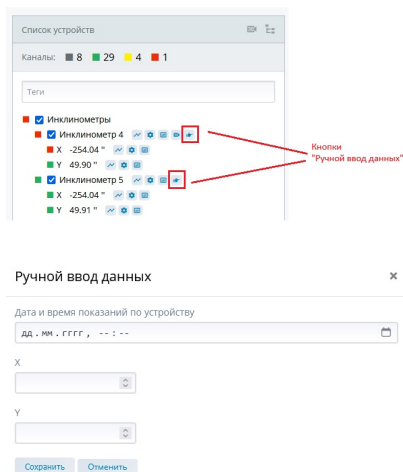 Список устройств
Каналы: 8 29 4 1
Теги
Инклинометры
Инклинометр 4
X -254.04 "
Y 49.90 "
Инклинометр 5
X -254.04 "
Y 49.91 "
Кнопки
"Ручной ввод данных"
Ручной ввод данных
Дата и время показаний по устройству
дд.мм.гггг, --:--
X
Y
Сохранить Отменить